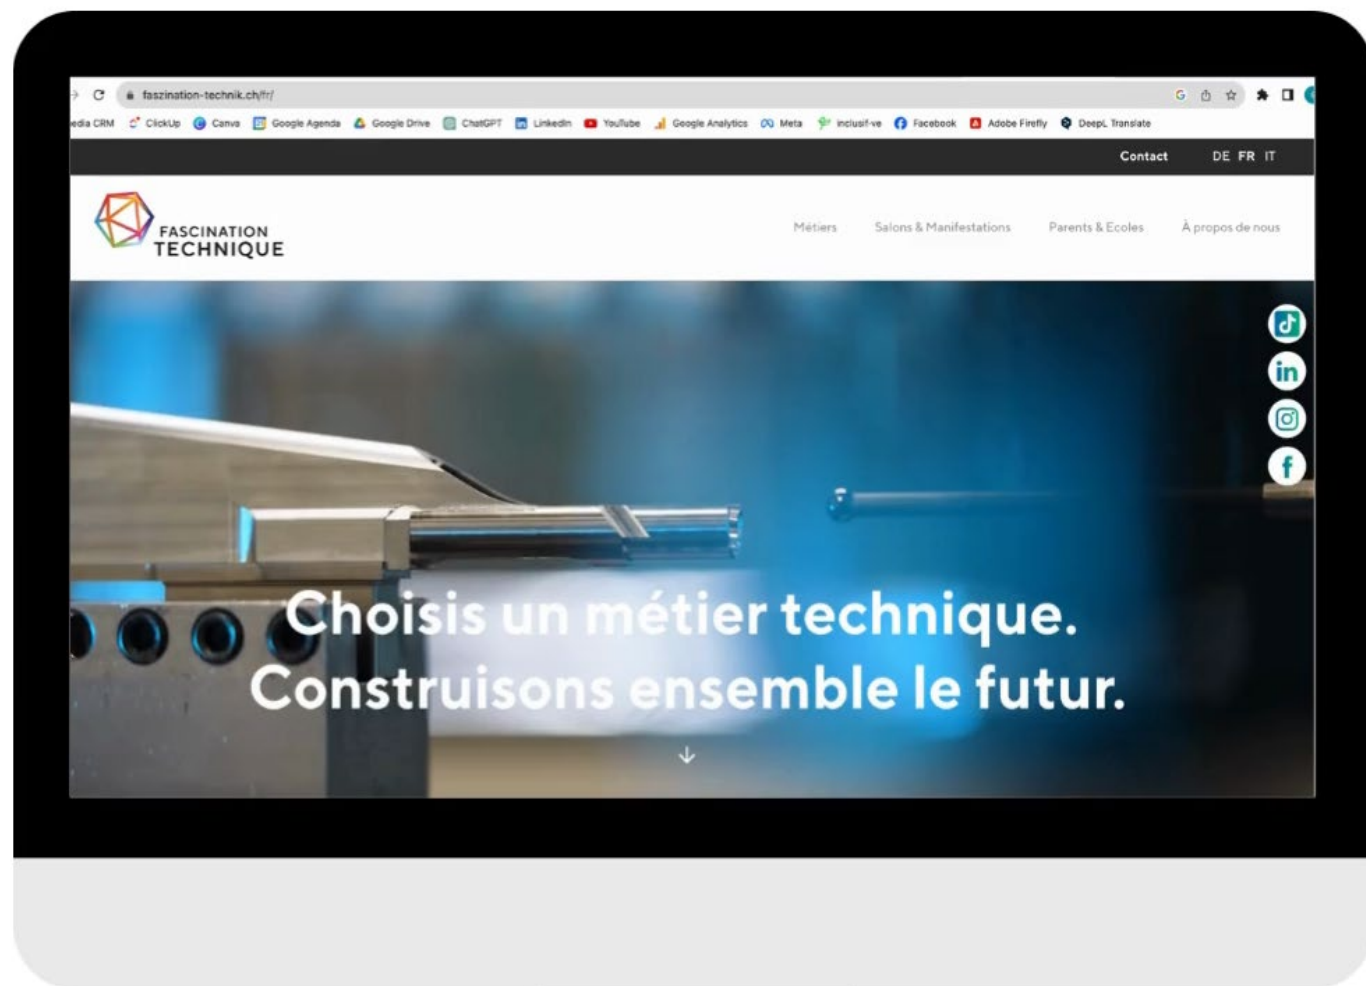 faszination-technik.ch/fr/
edia CRM ClickUp Canva Google Agenda Google Drive ChatGPT LinkedIn YouTube Google Analytics Meta inclusif·ve Facebook Adobe Firefly DeepL Translate
Contact DE FR IT
FASCINATION
TECHNIQUE
Métiers Salons & Manifestations Parents & Ecoles À propos de nous
Choisis un métier technique.
Construisons ensemble le futur.